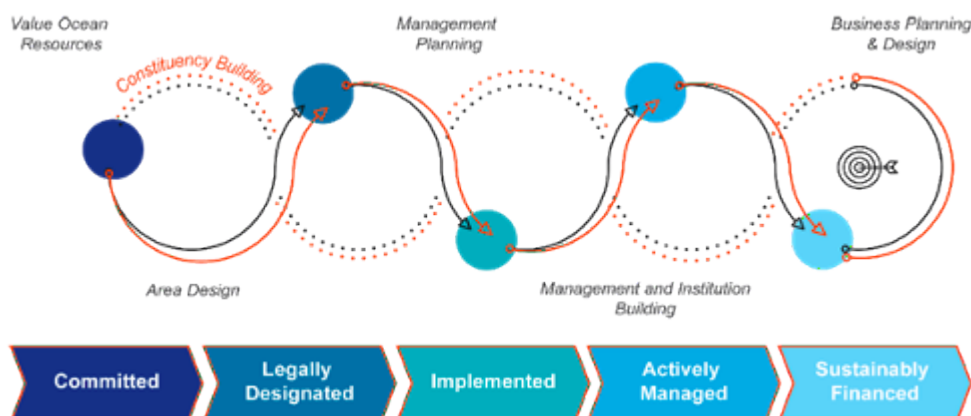 Value Ocean
Resources
Management
Planning
Business Planning
& Design
Constituency Building
Area Design
Management and Institution
Building
Committed
Legally
Designated
Implemented
Actively
Managed
Sustainably
Financed